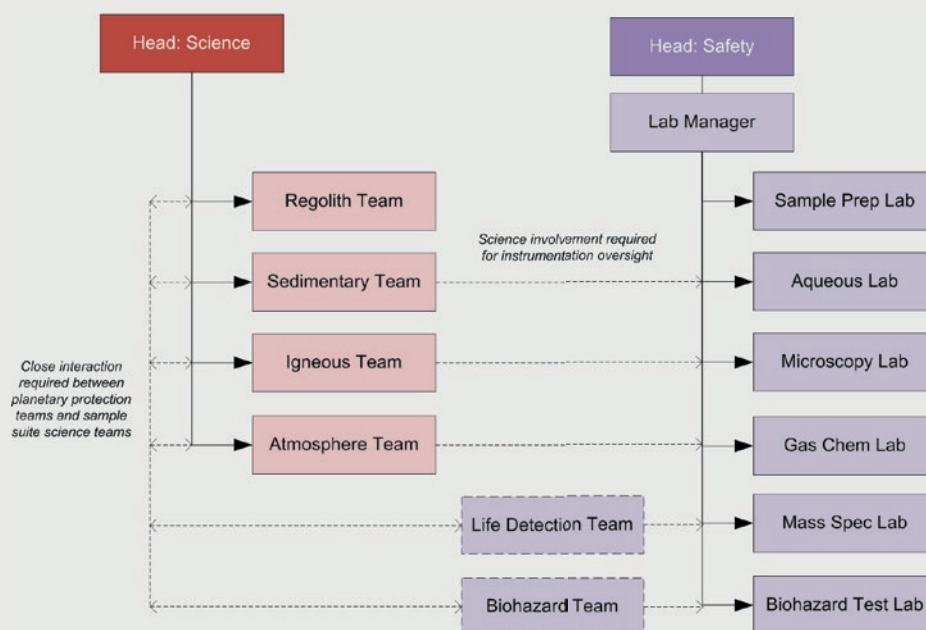 Head: Science
Head: Safety
Lab Manager
Regolith Team
Sample Prep Lab
Science involvement required
for instrumentation oversight
Sedimentary Team
Aqueous Lab
Igneous Team
Microscopy Lab
Close interaction
required between
planetary protection
teams and sample
suite science teams
Atmosphere Team
Gas Chem Lab
Life Detection Team
Mass Spec Lab
Biohazard Team
Biohazard Test Lab